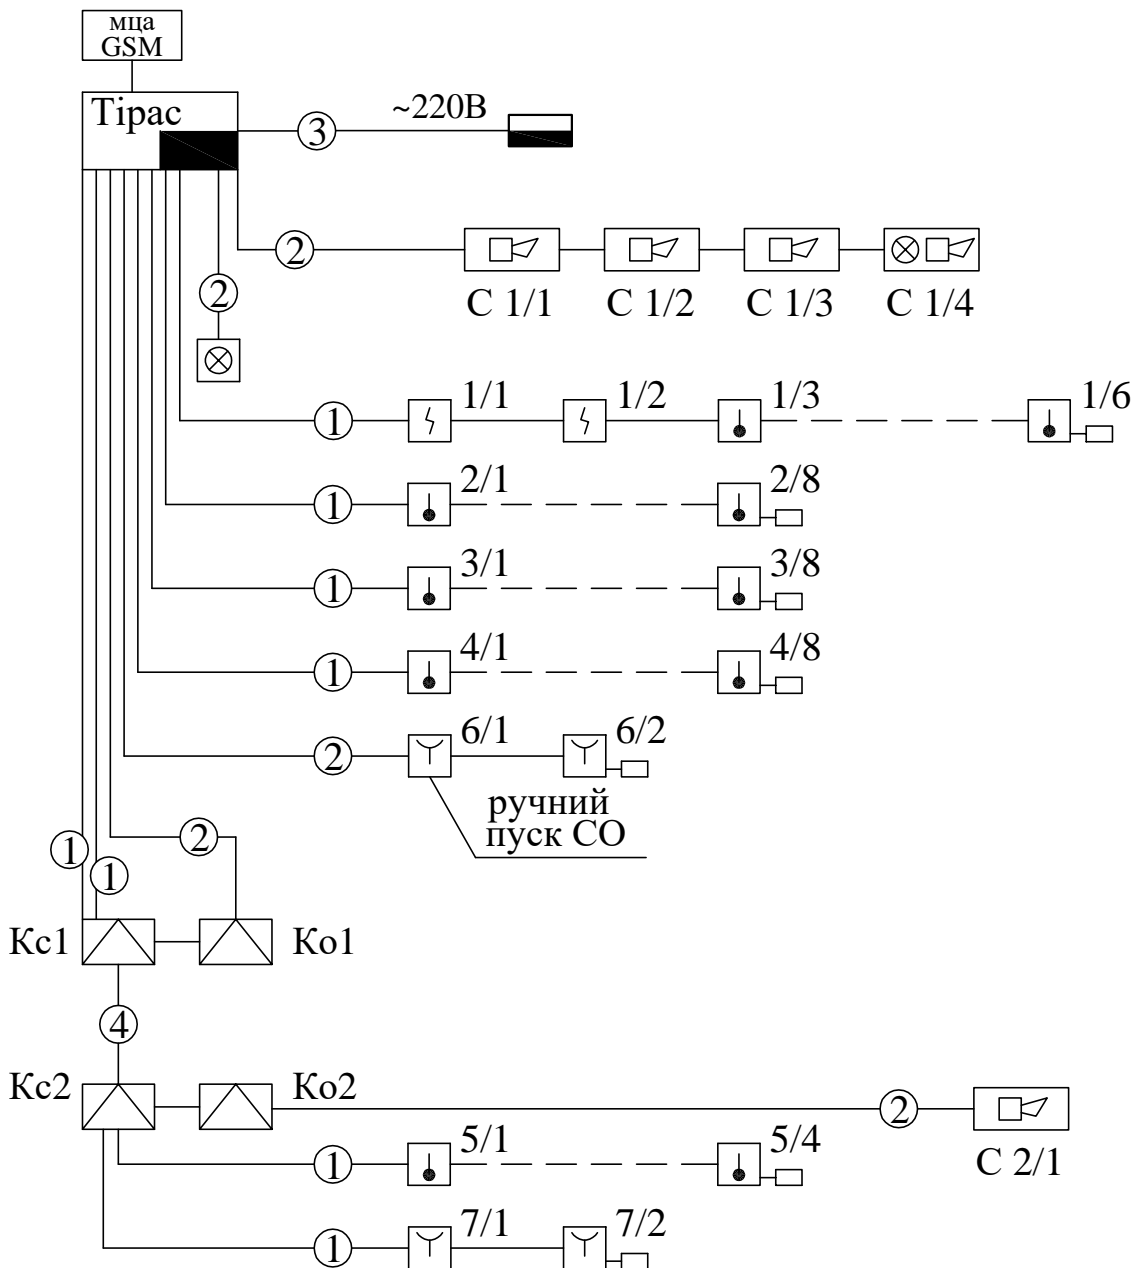 мца
GSM
Тірас
3
~220В
2
С 1/1
С 1/2
С 1/3
С 1/4
2
1
1/1
1/2
1/3
1/6
1
2/1
2/8
1
3/1
3/8
1
4/1
4/8
2
6/1
6/2
ручний
пуск СО
1
2
1
Кс1
Ко1
4
Кс2
Ко2
2
С 2/1
1
5/1
5/4
1
7/1
7/2